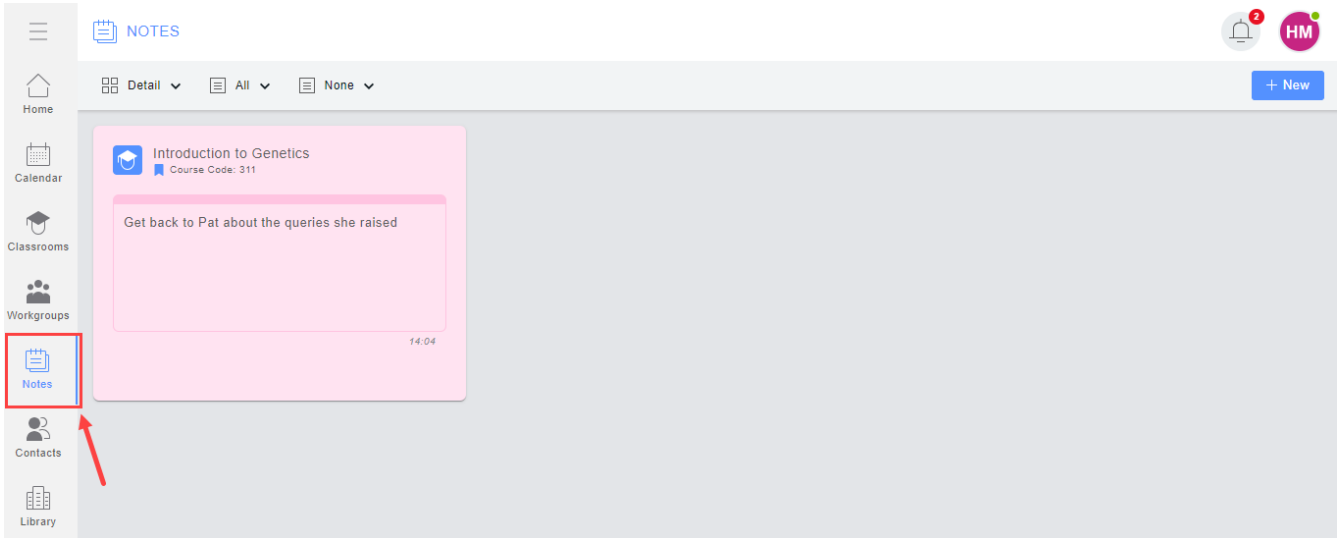 NOTES
2
HM
Detail
All
None
+ New
Home
Calendar
Classrooms
Workgroups
Notes
Contacts
Library
Introduction to Genetics
Course Code: 311
Get back to Pat about the queries she raised
14:04